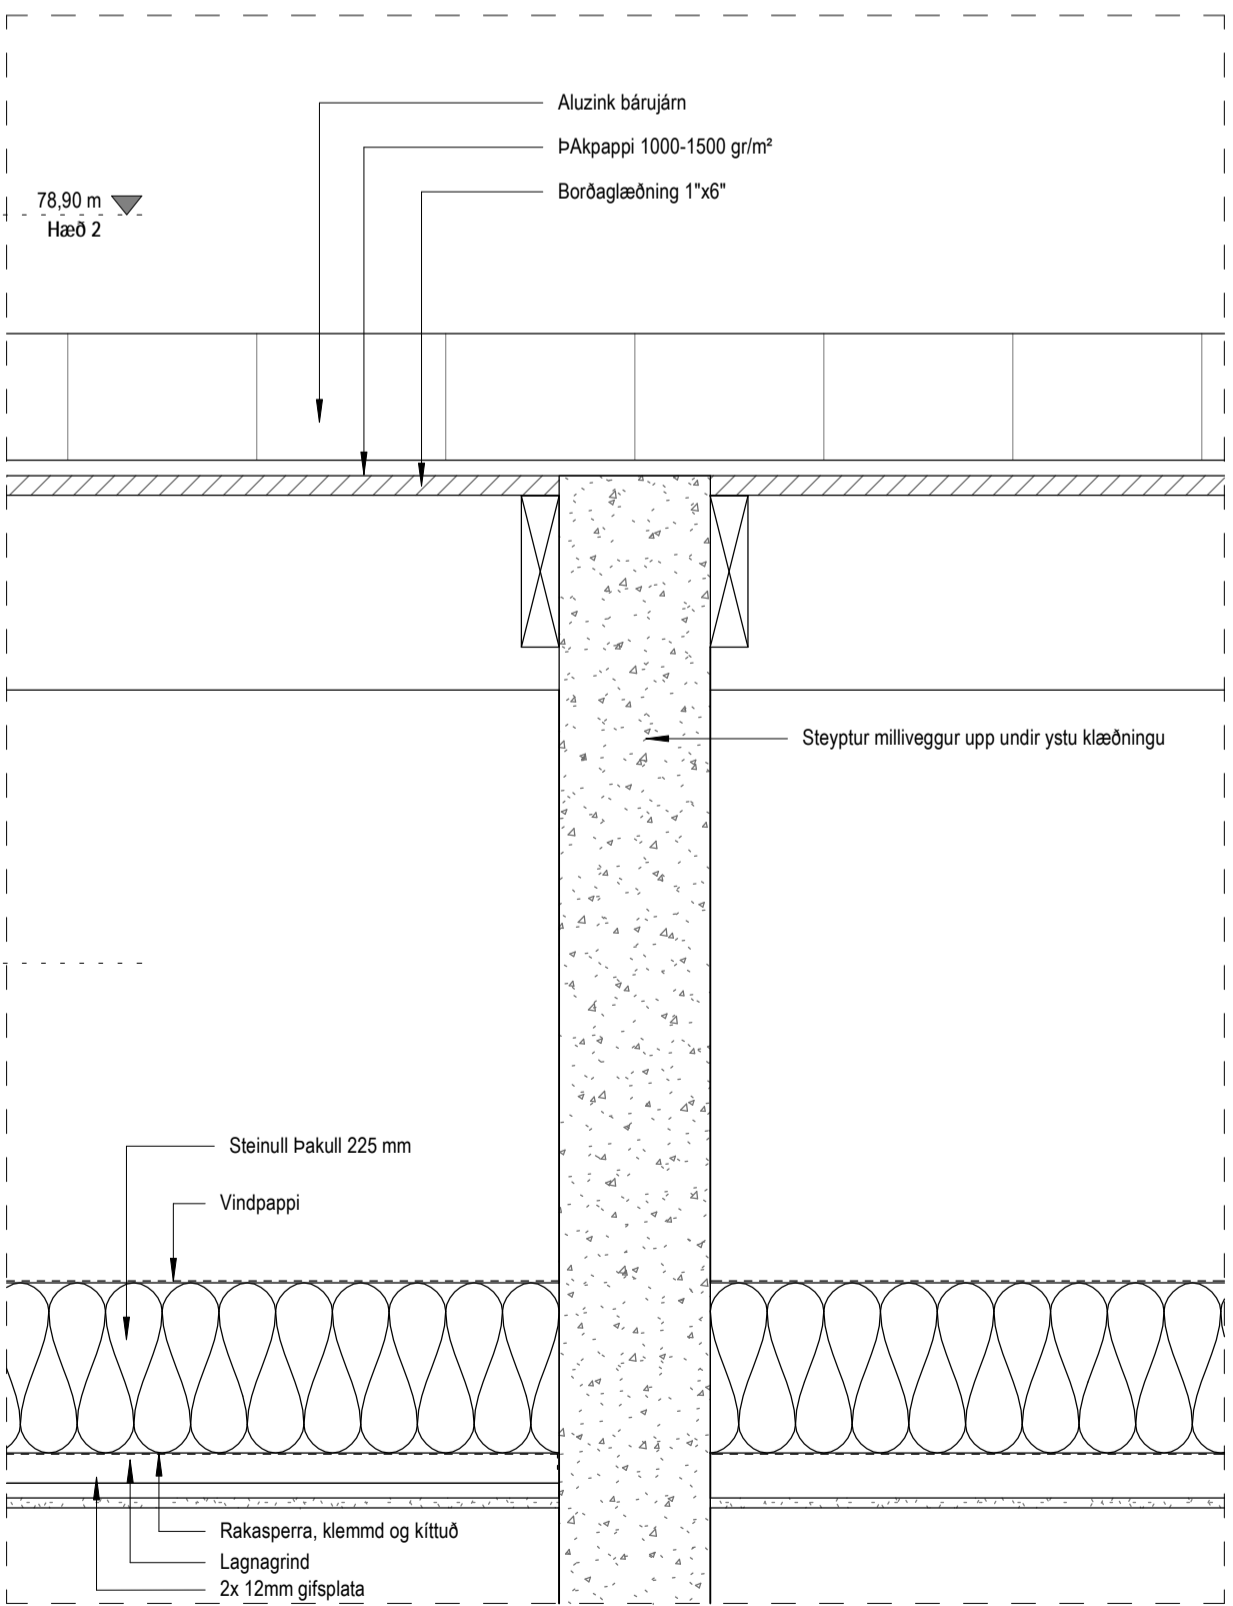 Aluzink bárujárn
ÞAkpappi 1000-1500 gr/m²
Borðaglæðning 1"x6"
78,90 m
Hæð 2
Steyptur milliveggur upp undir ystu klæðningu
Steinull Þakull 225 mm
Vindpappi
Rakasperra, klemmd og kíttuð
Lagnagrind
2x 12mm gifsplata